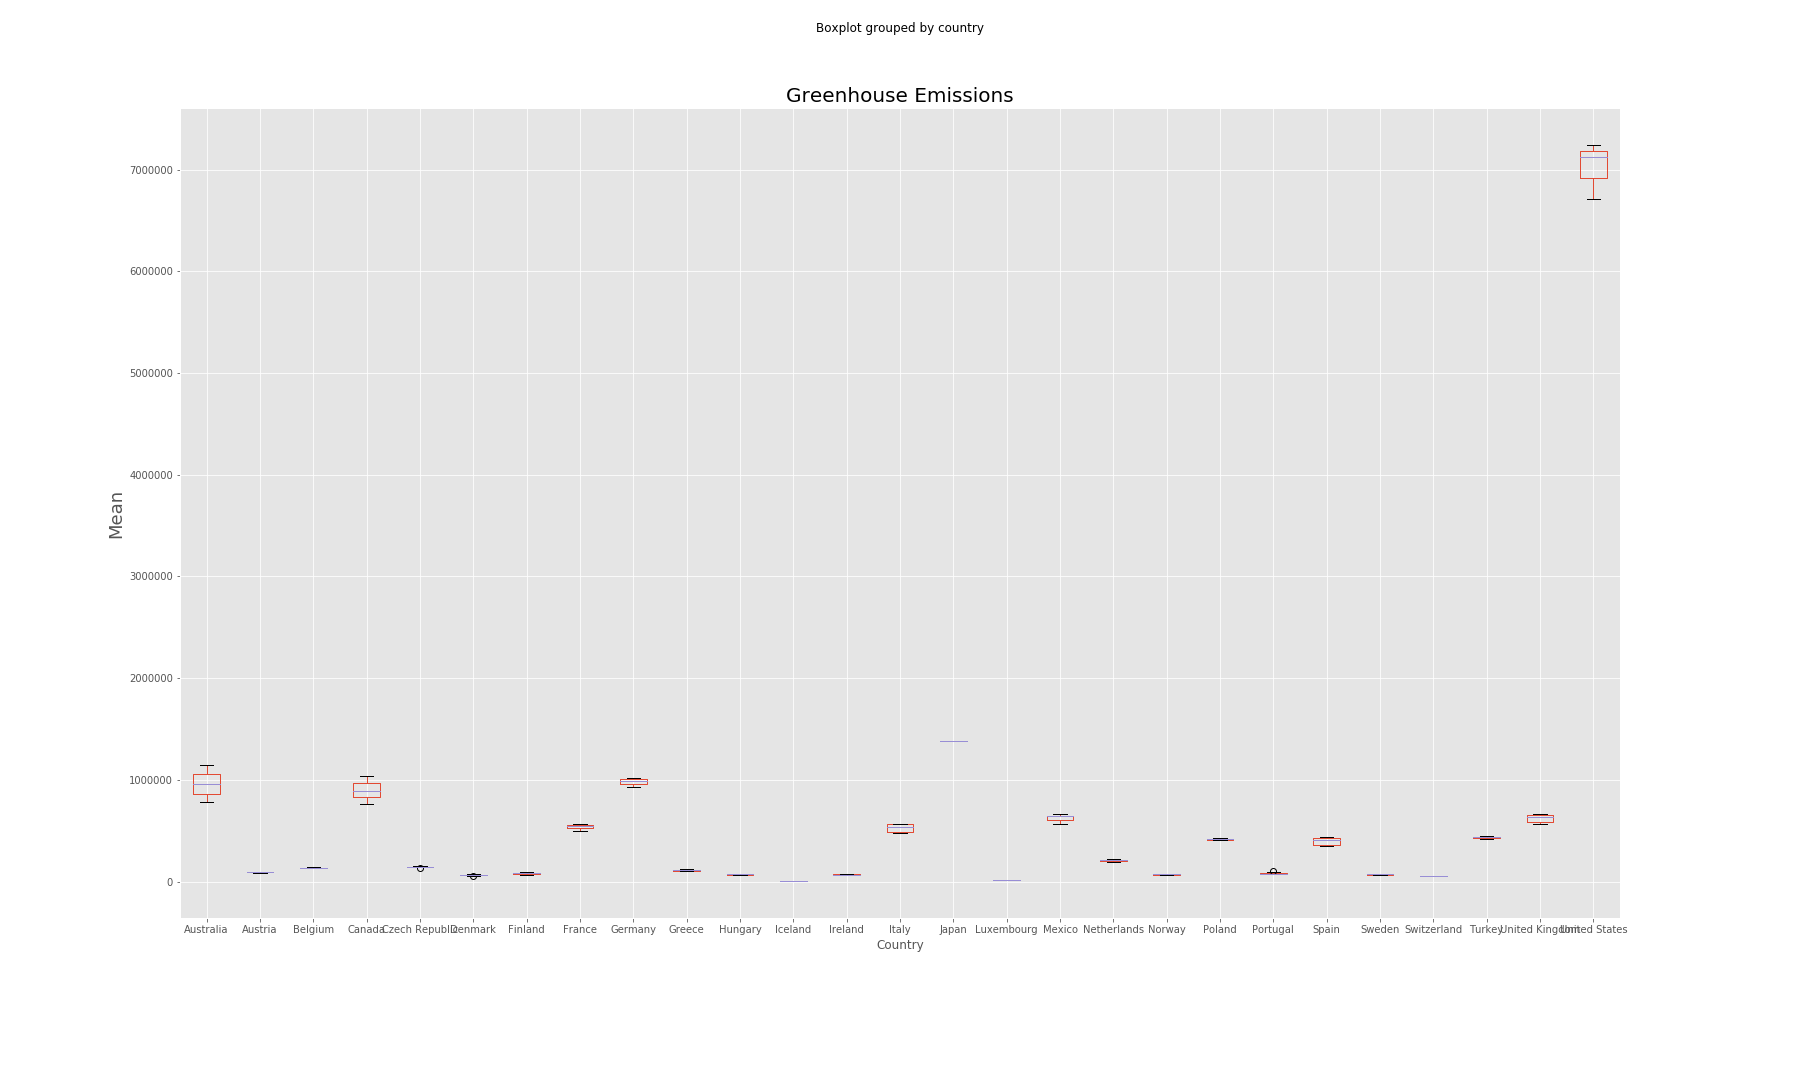 Boxplot grouped by country
Greenhouse Emissions
7000000
6000000
5000000
4000000
3000000
2000000
1000000
0
Mean
Australia Austria Belgium Canada Czech Republic Denmark Finland France Germany Greece Hungary Iceland Ireland Italy Japan Luxembourg Mexico Netherlands Norway Poland Portugal Spain Sweden Switzerland Turkey United Kingdom United States
Country